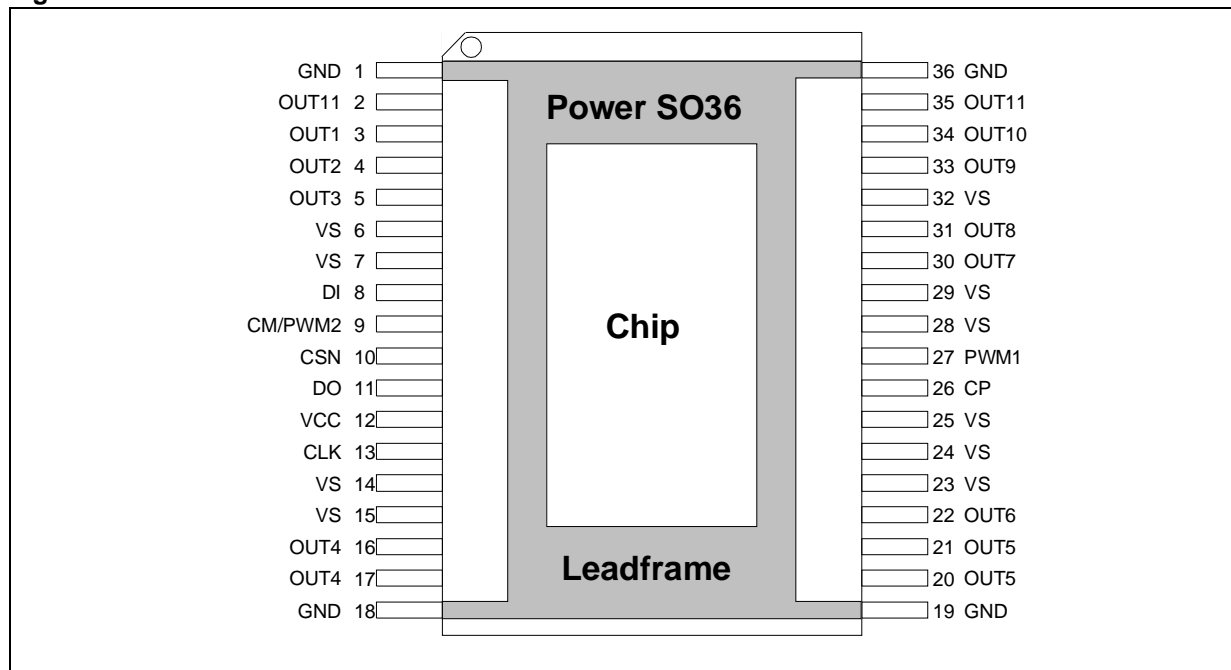 GND 1
OUT11 2
OUT1 3
OUT2 4
OUT3 5
VS 6
VS 7
DI 8
CM/PWM2 9
CSN 10
DO 11
VCC 12
CLK 13
VS 14
VS 15
OUT4 16
OUT4 17
GND 18
Power SO36
Chip
Leadframe
36 GND
35 OUT11
34 OUT10
33 OUT9
32 VS
31 OUT8
30 OUT7
29 VS
28 VS
27 PWM1
26 CP
25 VS
24 VS
23 VS
22 OUT6
21 OUT5
20 OUT5
19 GND